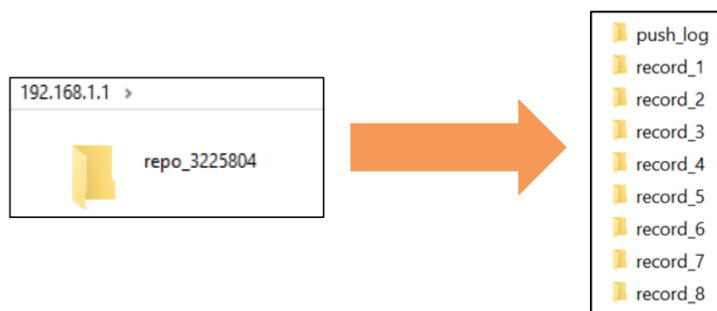 192.168.1.1 >
repo_3225804
push_log
record_1
record_2
record_3
record_4
record_5
record_6
record_7
record_8